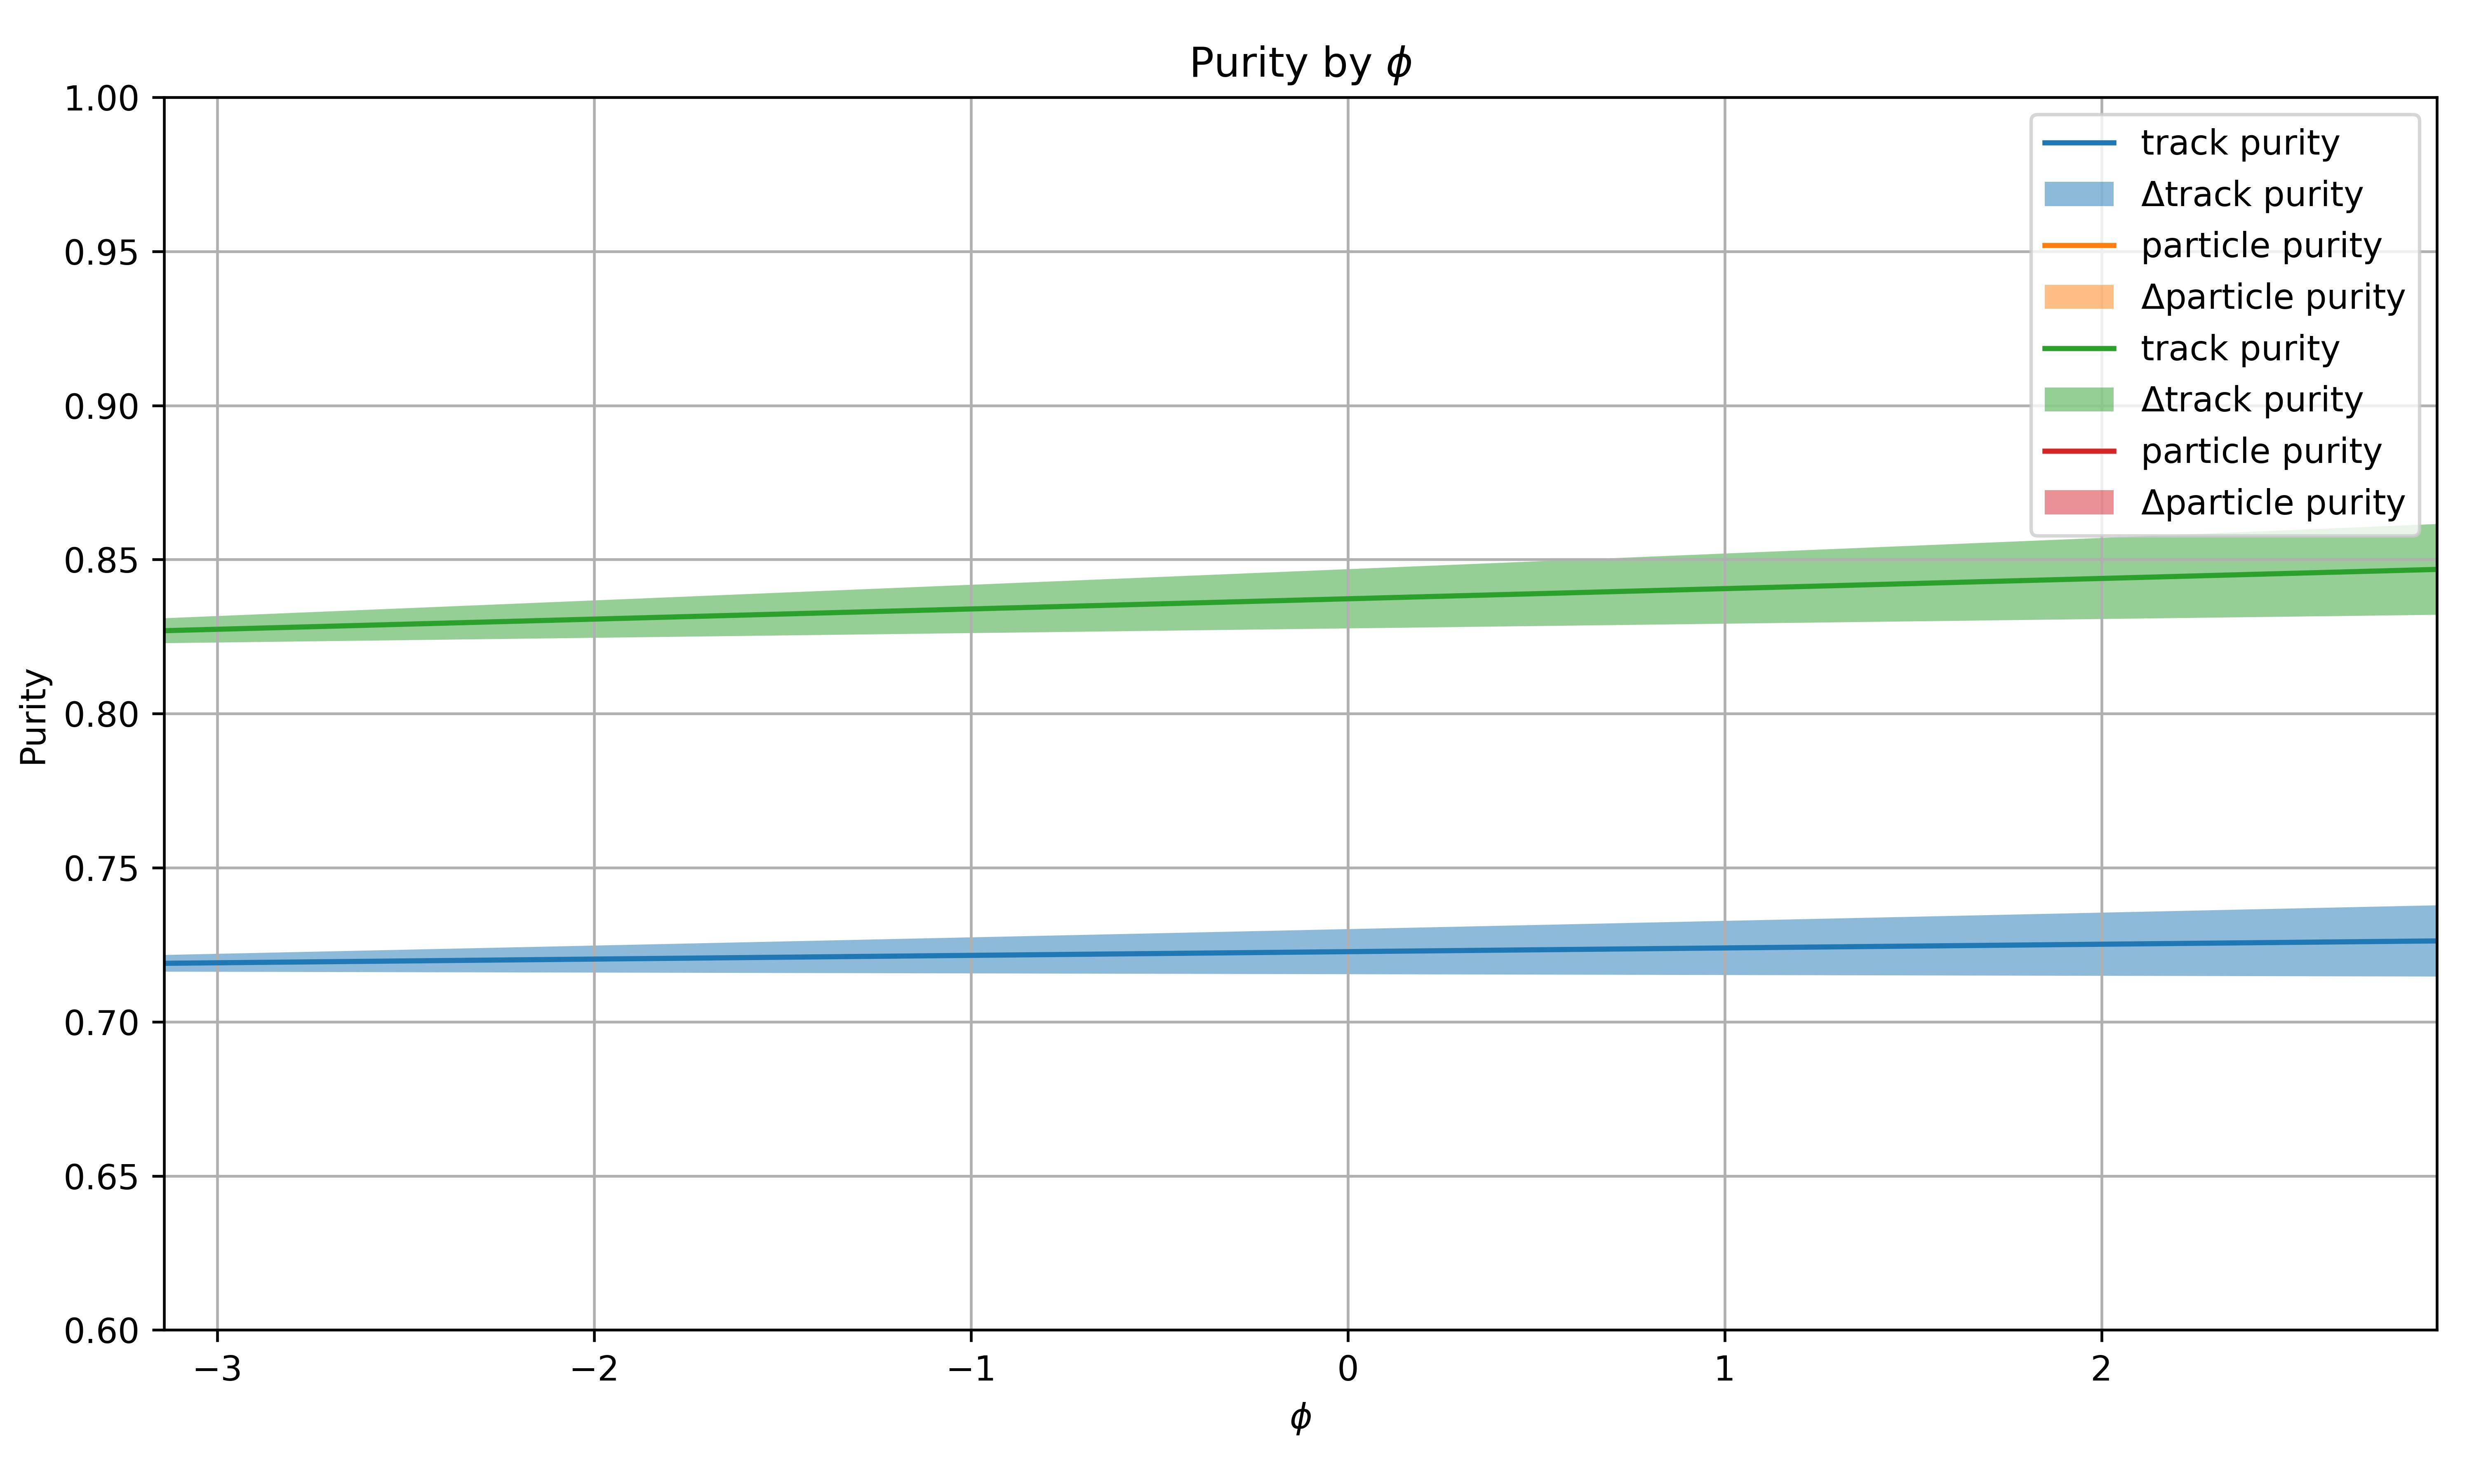 Purity by ϕ
1.00
0.95
0.90
0.85
0.80
0.75
0.70
0.65
0.60
Purity
track purity
Δtrack purity
particle purity
Δparticle purity
track purity
Δtrack purity
particle purity
Δparticle purity
−3 −2 −1 0 1 2
ϕ